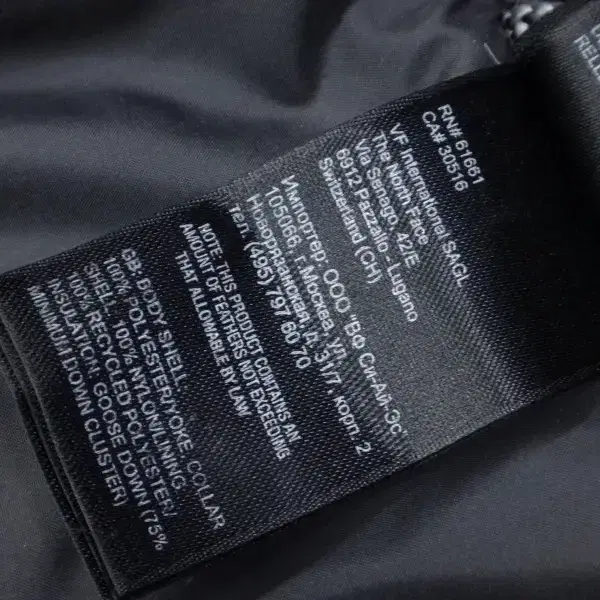 RN# 61661
CA# 30516
VF International SAGL
The North Face
Via Senago, 42/E
6912 Pazzallo - Lugano
Switzerland (CH)
Импортер: ООО "Вф Си-Ай-Эс"
105066, г. Москва, ул.
Новорязанская, д. 31/7, корп. 2
тел. (495) 797 60 70
NOTE: THIS PRODUCT CONTAINS AN
AMOUNT OF FEATHERS NOT EXCEEDING
THAT ALLOWABLE BY LAW
GB: BODY SHELL:
100% POLYESTER/YOKE, COLLAR
SHELL: 100% NYLON/LINING:
100% RECYCLED POLYESTER/
INSULATION: GOOSE DOWN (75%
MINIMUM DOWN CLUSTER)